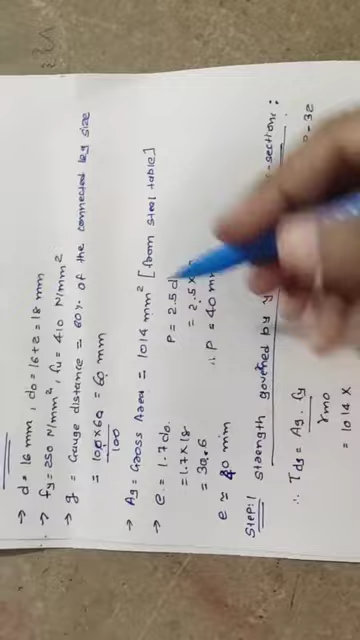 → d = 16 mm , do = 16+2 = 18 mm
→ fy = 250 N/mm², fu = 410 N/mm²
→ g = Gauge distance = 60% of the connected leg size
= 100×60 / 100 = 60 mm
→ Ag = Gross Area = 1014 mm² [from steel table]
→ e = 1.7 do.
= 1.7 × 18
= 30.6
e ≈ 40 mm
P = 2.5 d
= 2.5 ×
∴ P = 40 mm
Step:1 Strength governed by y -section:
∴ Tdg = Ag . fy / γmo
P-32
= 1014 ×